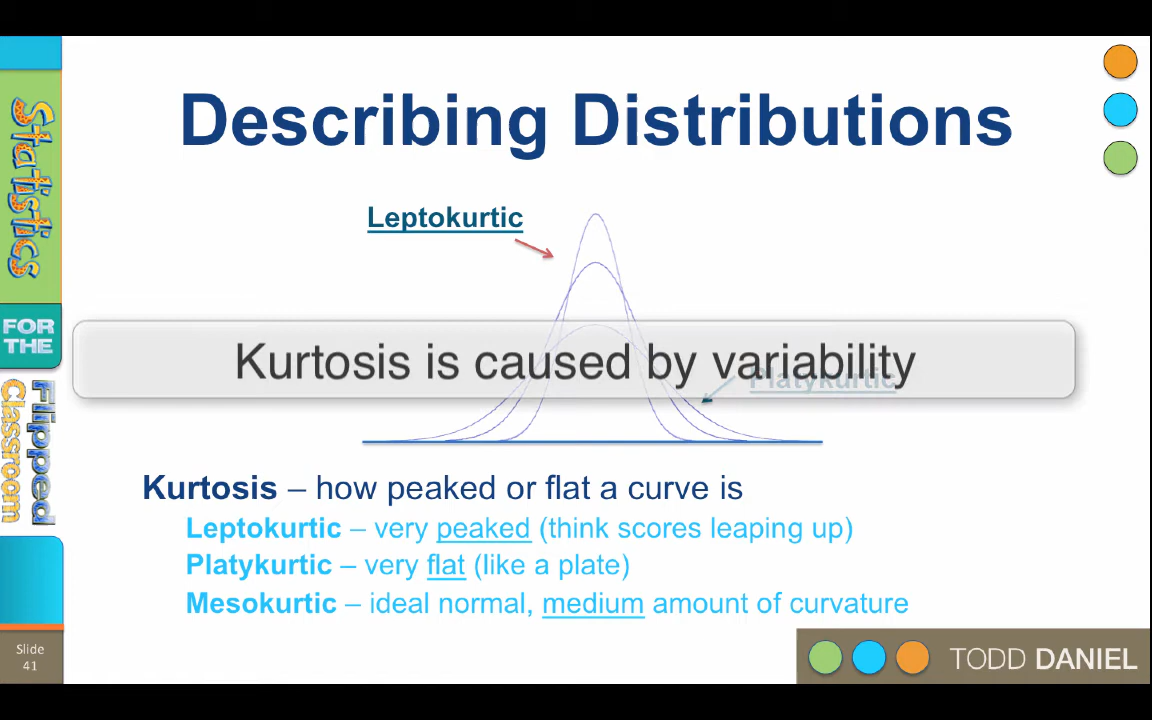 Describing Distributions
Statistics
FOR
THE
Flipped
Classroom
Leptokurtic
Kurtosis is caused by variability
Platykurtic
Kurtosis – how peaked or flat a curve is
Leptokurtic – very peaked (think scores leaping up)
Platykurtic – very flat (like a plate)
Mesokurtic – ideal normal, medium amount of curvature
Slide
41
TODD DANIEL